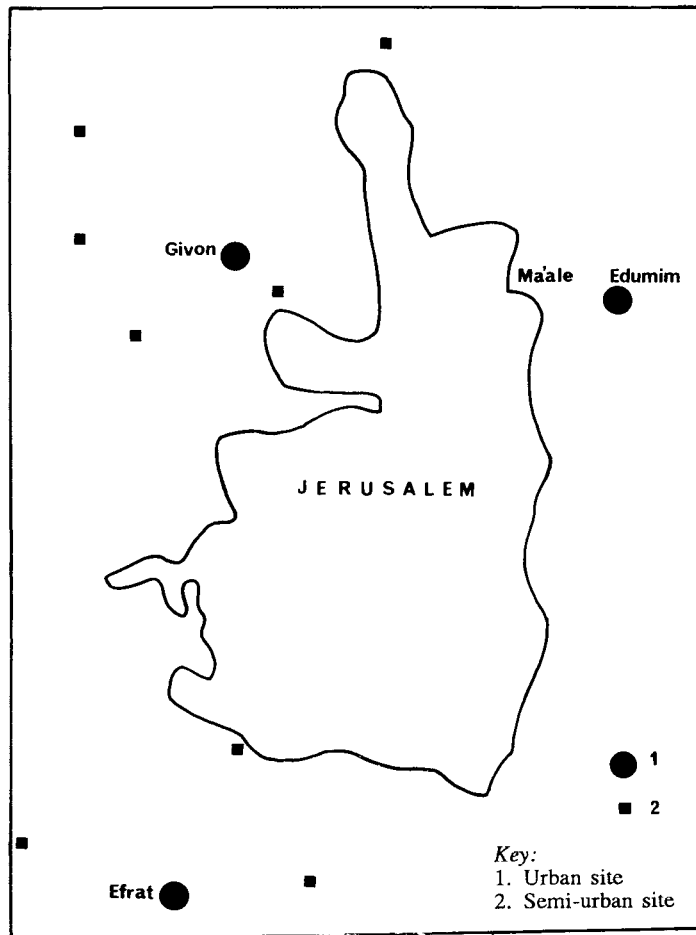 Givon
Ma'ale Edumim
JERUSALEM
1
2
Key:
1. Urban site
2. Semi-urban site
Efrat